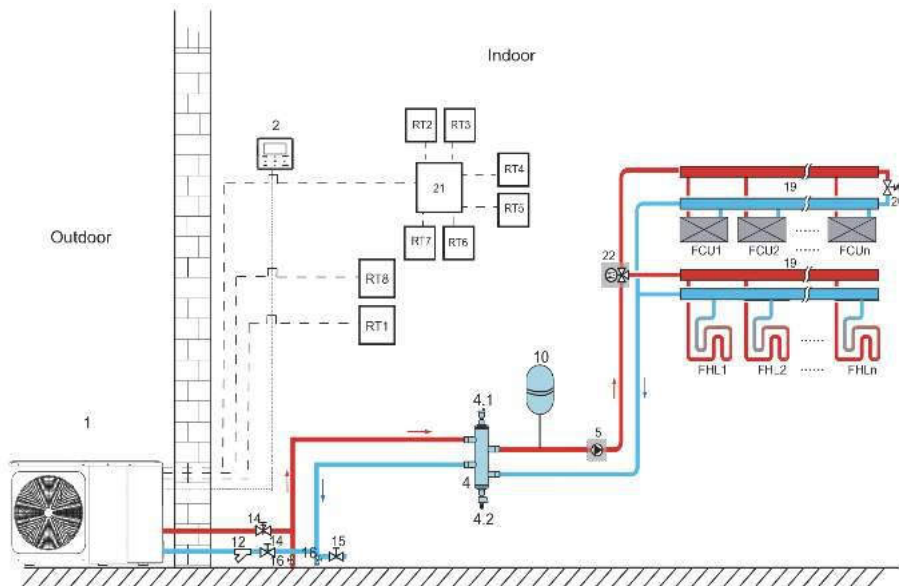 Indoor
2
RT2
RT3
21
RT4
RT5
RT7
RT6
Outdoor
RT8
RT1
19
20
FCU1
FCU2
......
FCUn
22
19
FHL1
FHL2
......
......
FHLn
10
4.1
5
1
4
4.2
14
12
14
16
16
15